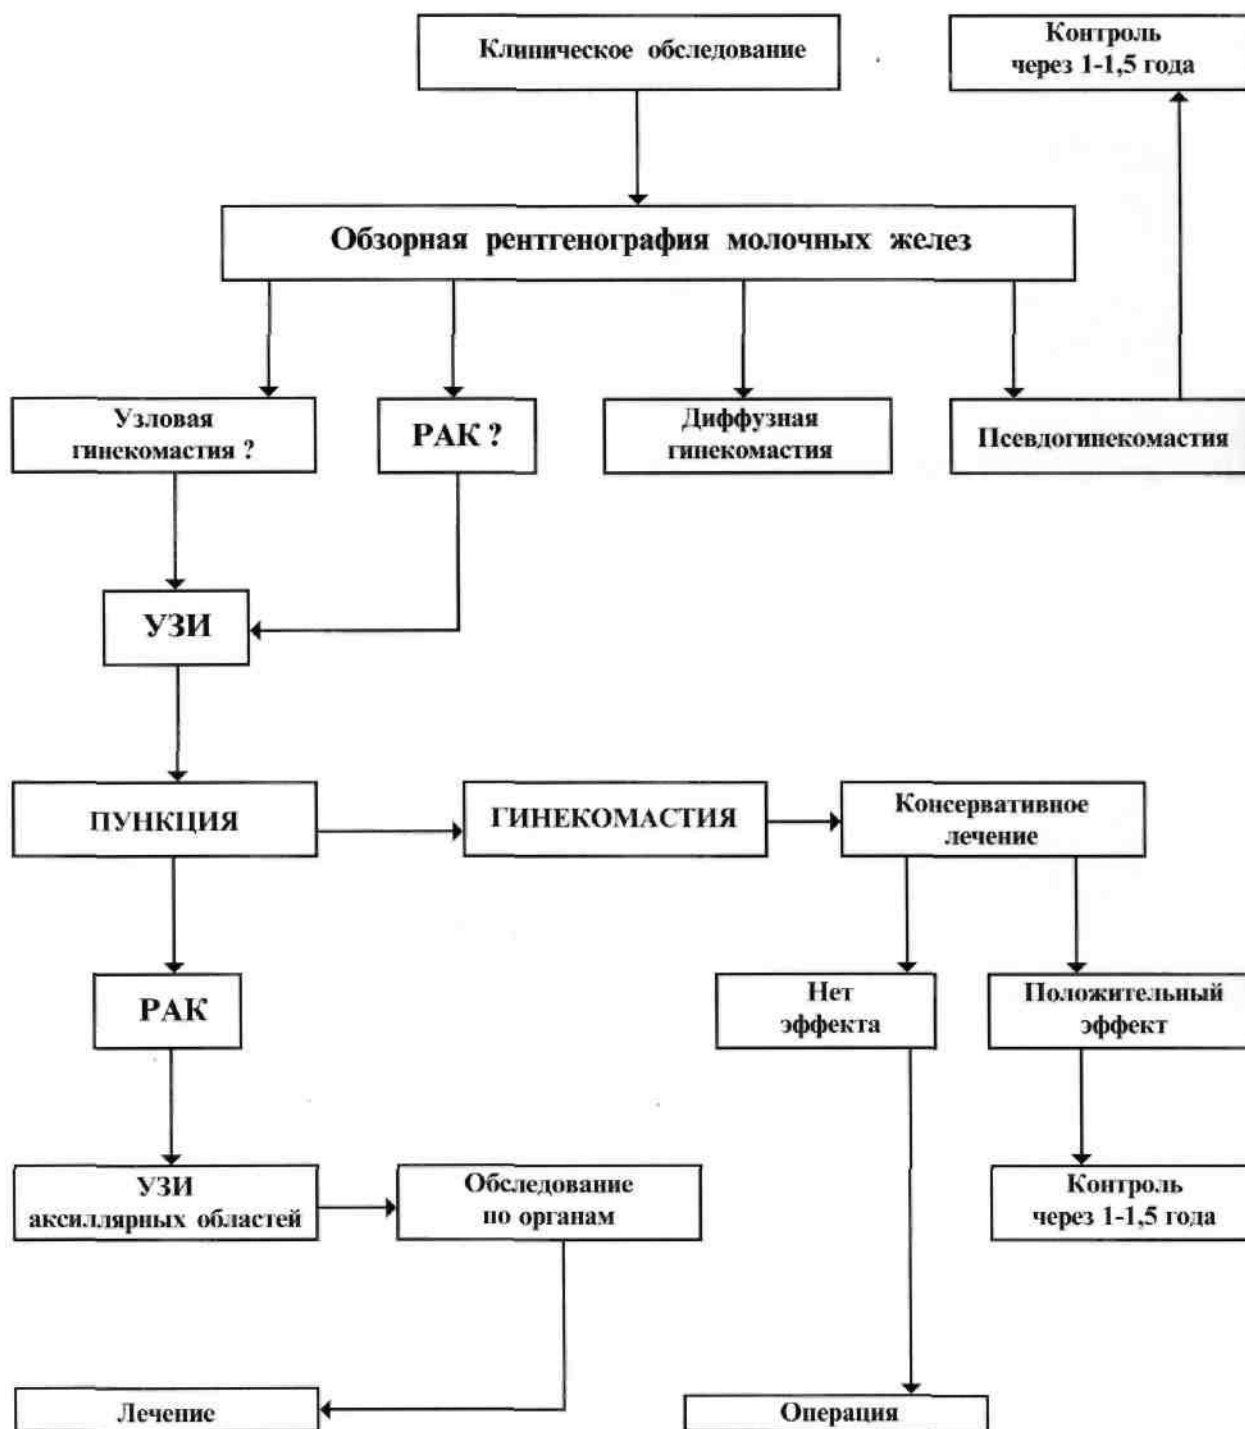 Клиническое обследование
Контроль
через 1-1,5 года
Обзорная рентгенография молочных желез
Узловая
гинекомастия ?
РАК ?
Диффузная
гинекомастия
Псевдогинекомастия
УЗИ
ПУНКЦИЯ
ГИНЕКОМАСТИЯ
Консервативное
лечение
РАК
Нет
эффекта
Положительный
эффект
УЗИ
аксиллярных областей
Обследование
по органам
Контроль
через 1-1,5 года
Лечение
Операция